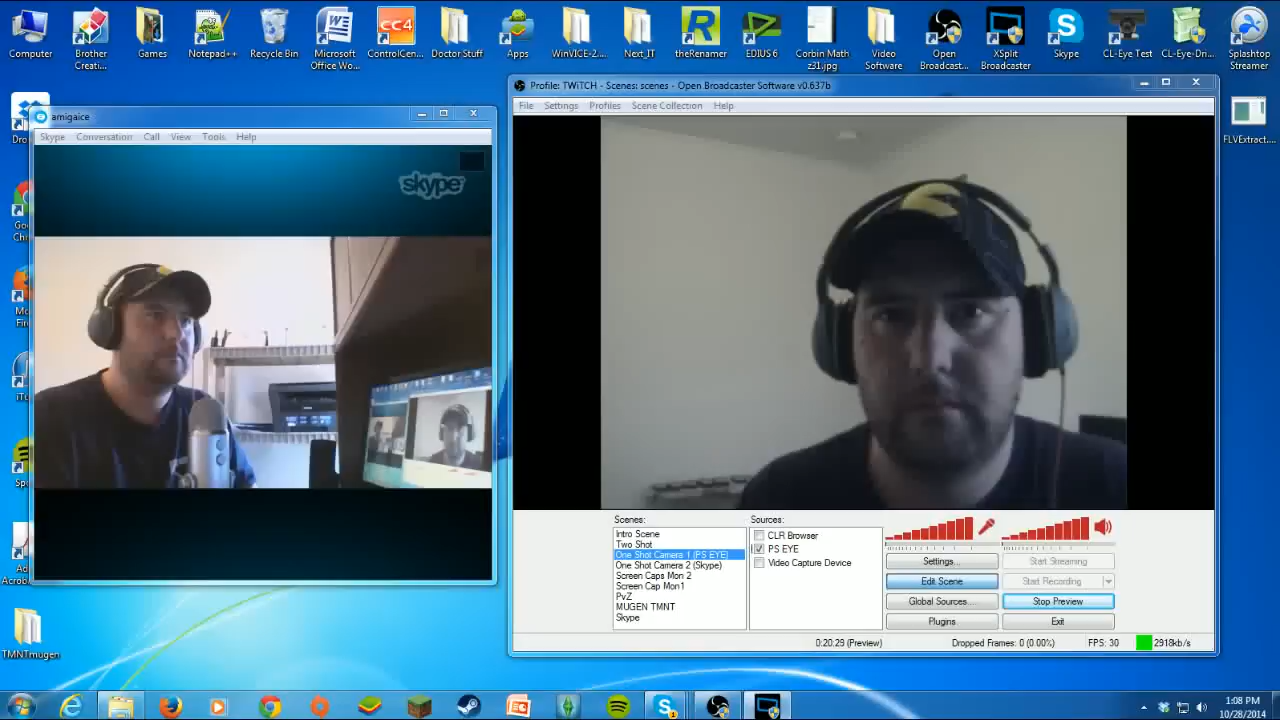 Computer
Brother
Creati...
Games
Notepad++
Recycle Bin
Microsoft
Office Wo...
CC4
ControlCen...
Doctor Stuff
Apps
WinVICE-2....
Next_IT
theRenamer
EDIUS 6
Corbin Math
z31.jpg
Video
Software
Open
Broadcast...
XSplit
Broadcaster
Skype
CL-Eye Test
CL-Eye-Dri...
Splashtop
Streamer
FLVExtract....
TMNTmugen
amigaice
Skype Conversation Call View Tools Help
skype
Profile: TWiTCH - Scenes: scenes - Open Broadcaster Software v0.637b
File Settings Profiles Scene Collection Help
Scenes:
Intro Scene
Two Shot
One Shot Camera 1 (PS EYE)
One Shot Camera 2 (Skype)
Screen Caps Mon 2
Screen Cap Mon1
PvZ
MUGEN TMNT
Skype
Sources:
CLR Browser
PS EYE
Video Capture Device
Settings...
Start Streaming
Edit Scene
Start Recording
Global Sources...
Stop Preview
Plugins
Exit
0:20:29 (Preview)
Dropped Frames: 0 (0.00%)
FPS: 30
2918kb/s
1:08 PM
10/28/2014